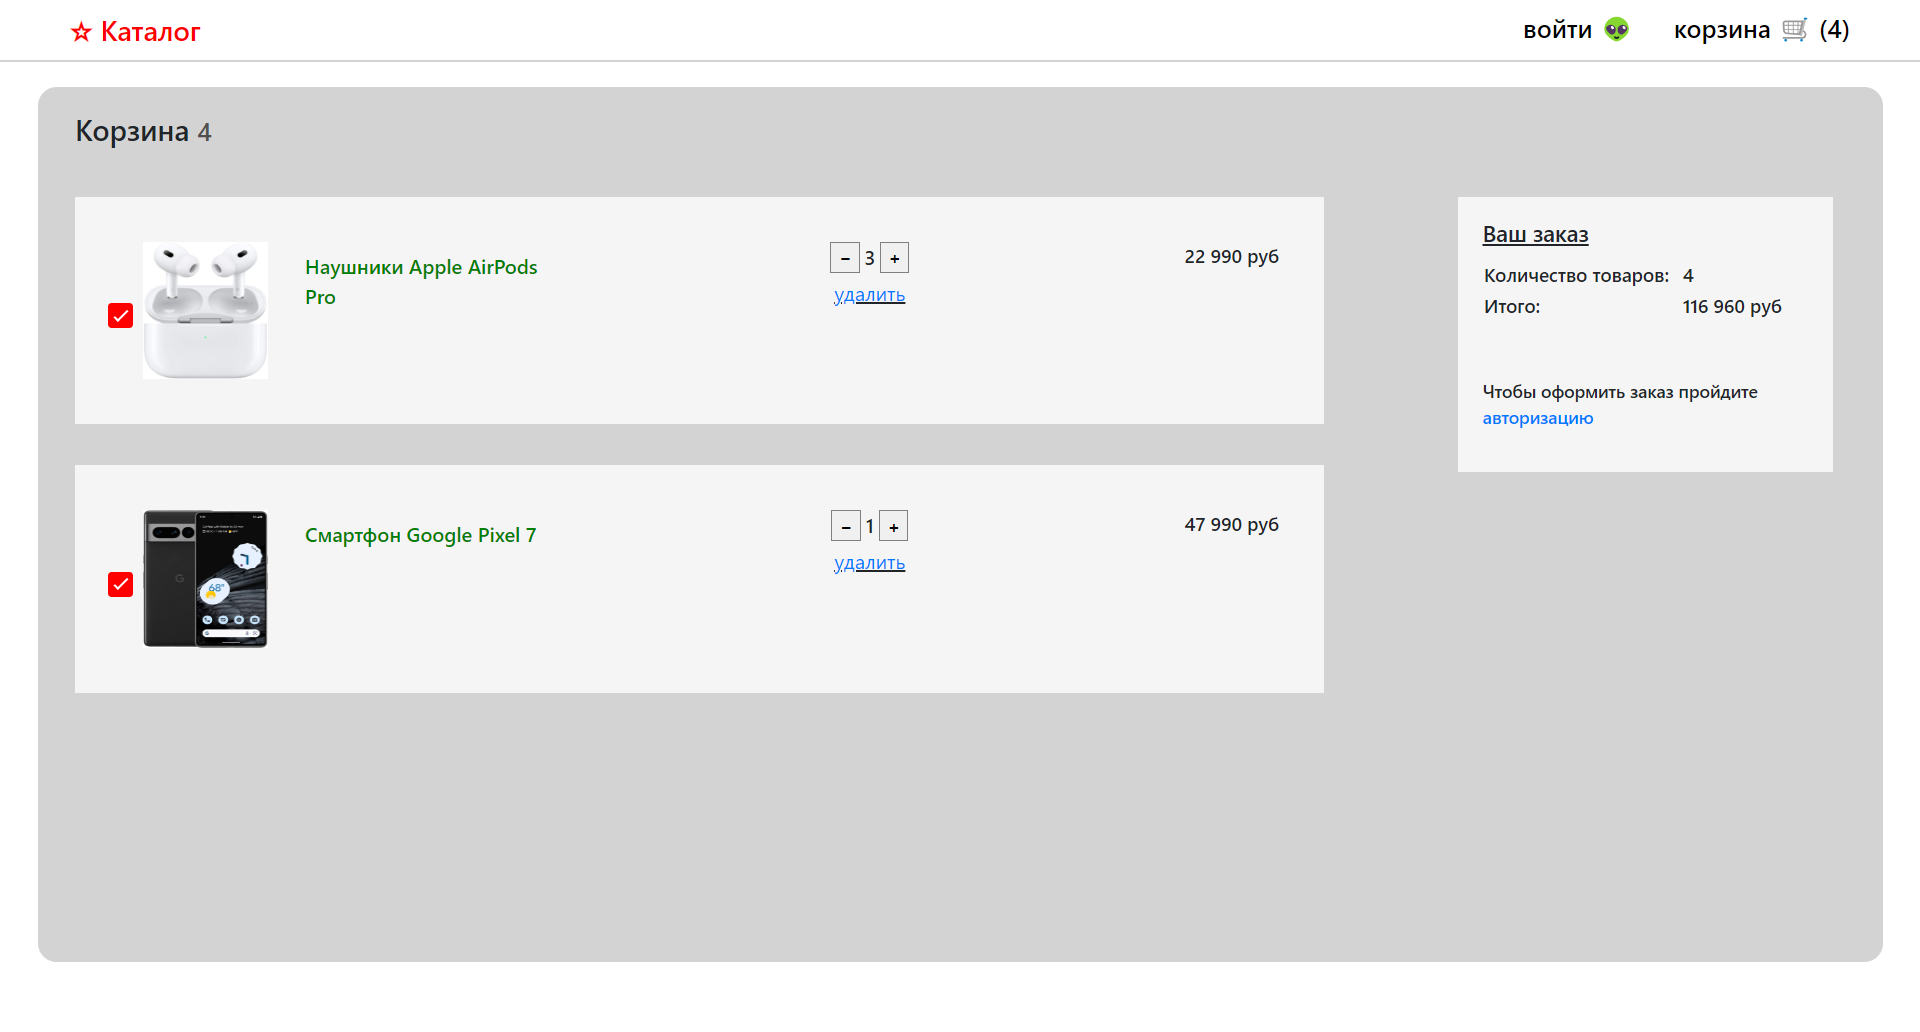 ☆ Каталог
войти 👽 корзина 🛒 (4)
Корзина 4
Наушники Apple AirPods
Pro
- 3 +
удалить
22 990 руб
Смартфон Google Pixel 7
- 1 +
удалить
47 990 руб
Ваш заказ
Количество товаров: 4
Итого: 116 960 руб
Чтобы оформить заказ пройдите
авторизацию